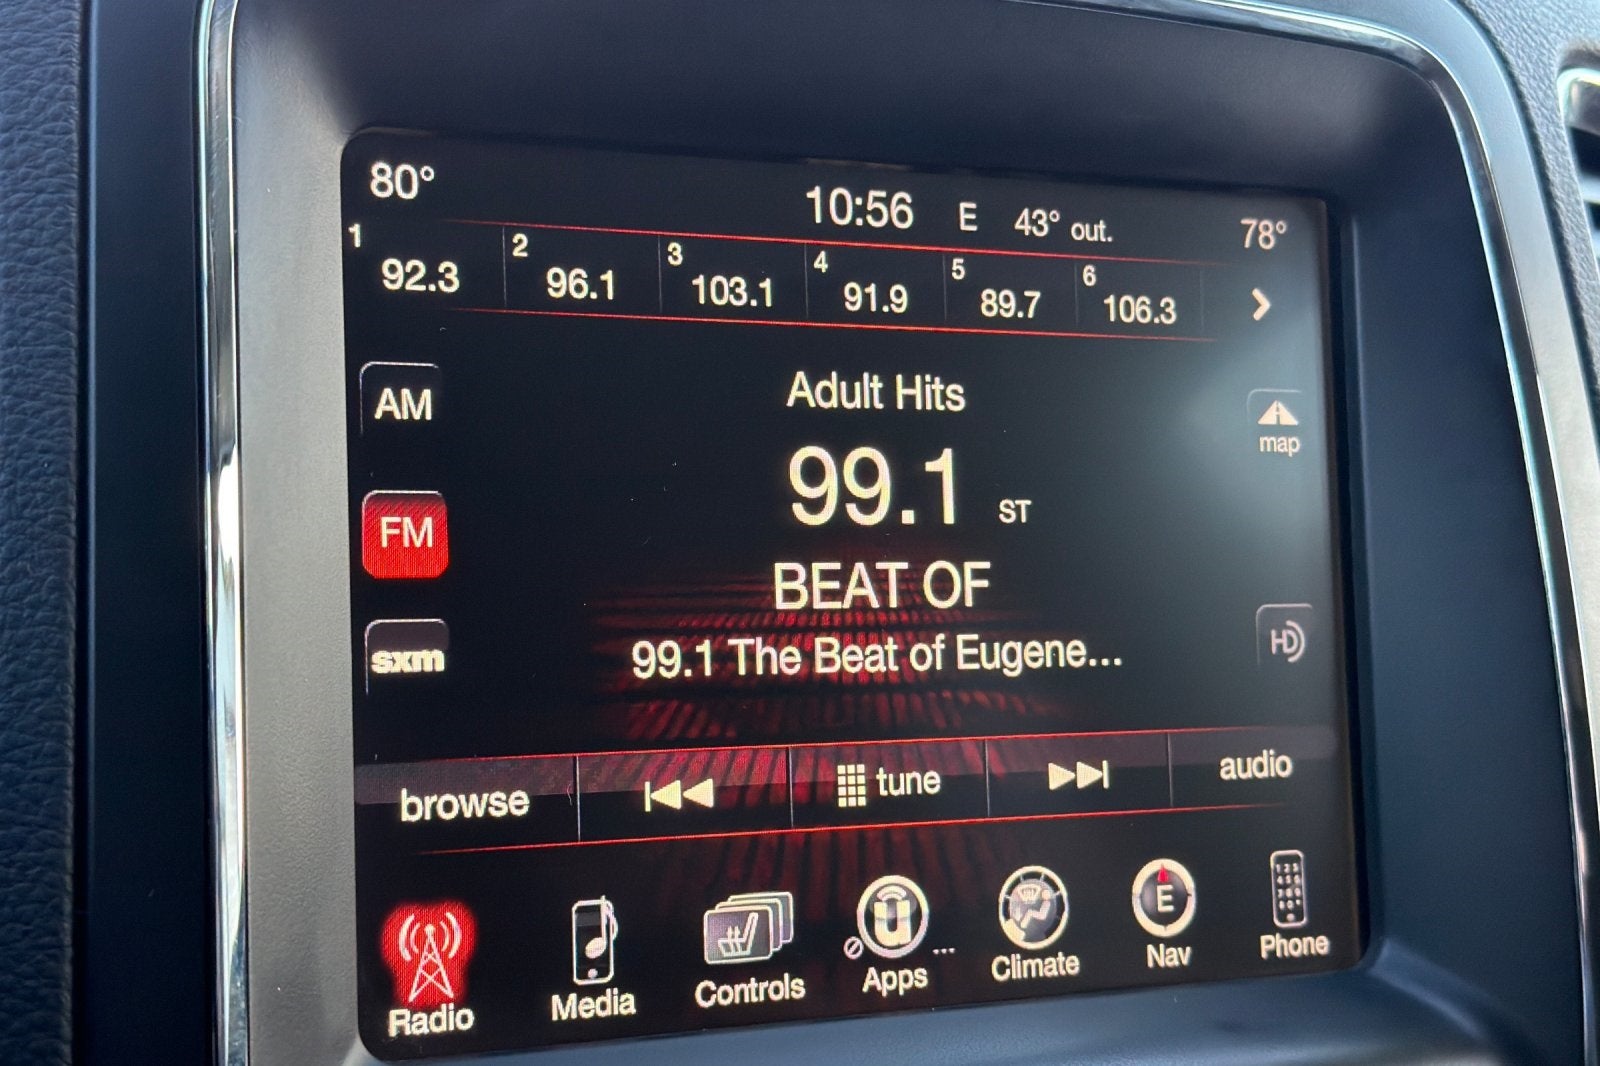 80°
10:56 E 43° out.
78°
1 92.3
2 96.1
3 103.1
4 91.9
5 89.7
6 106.3
AM
Adult Hits
map
99.1 ST
FM
BEAT OF
99.1 The Beat of Eugene...
sxm
HD
browse
tune
audio
Radio
Media
Controls
Apps
...
Climate
E
Nav
Phone